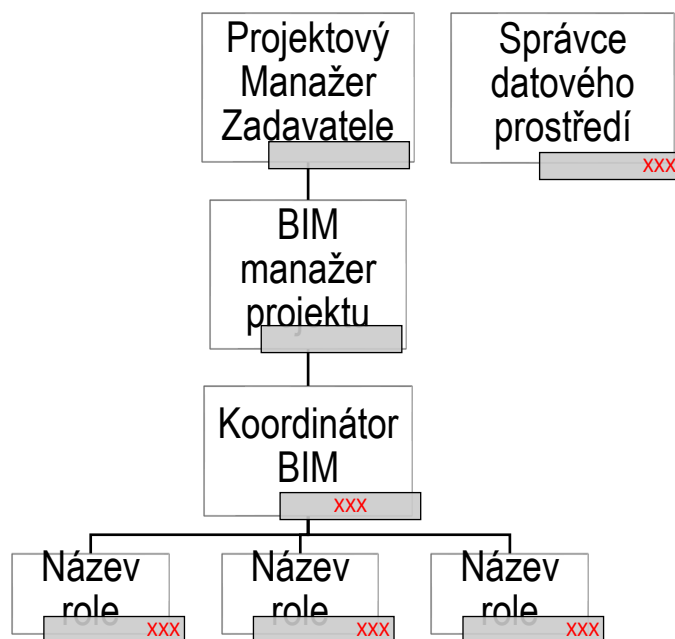 Projektový
Manažer
Zadavatele
Správce
datového
prostředí
xxx
BIM
manažer
projektu
Koordinátor
BIM
xxx
Název
role
xxx
Název
role
xxx
Název
role
xxx